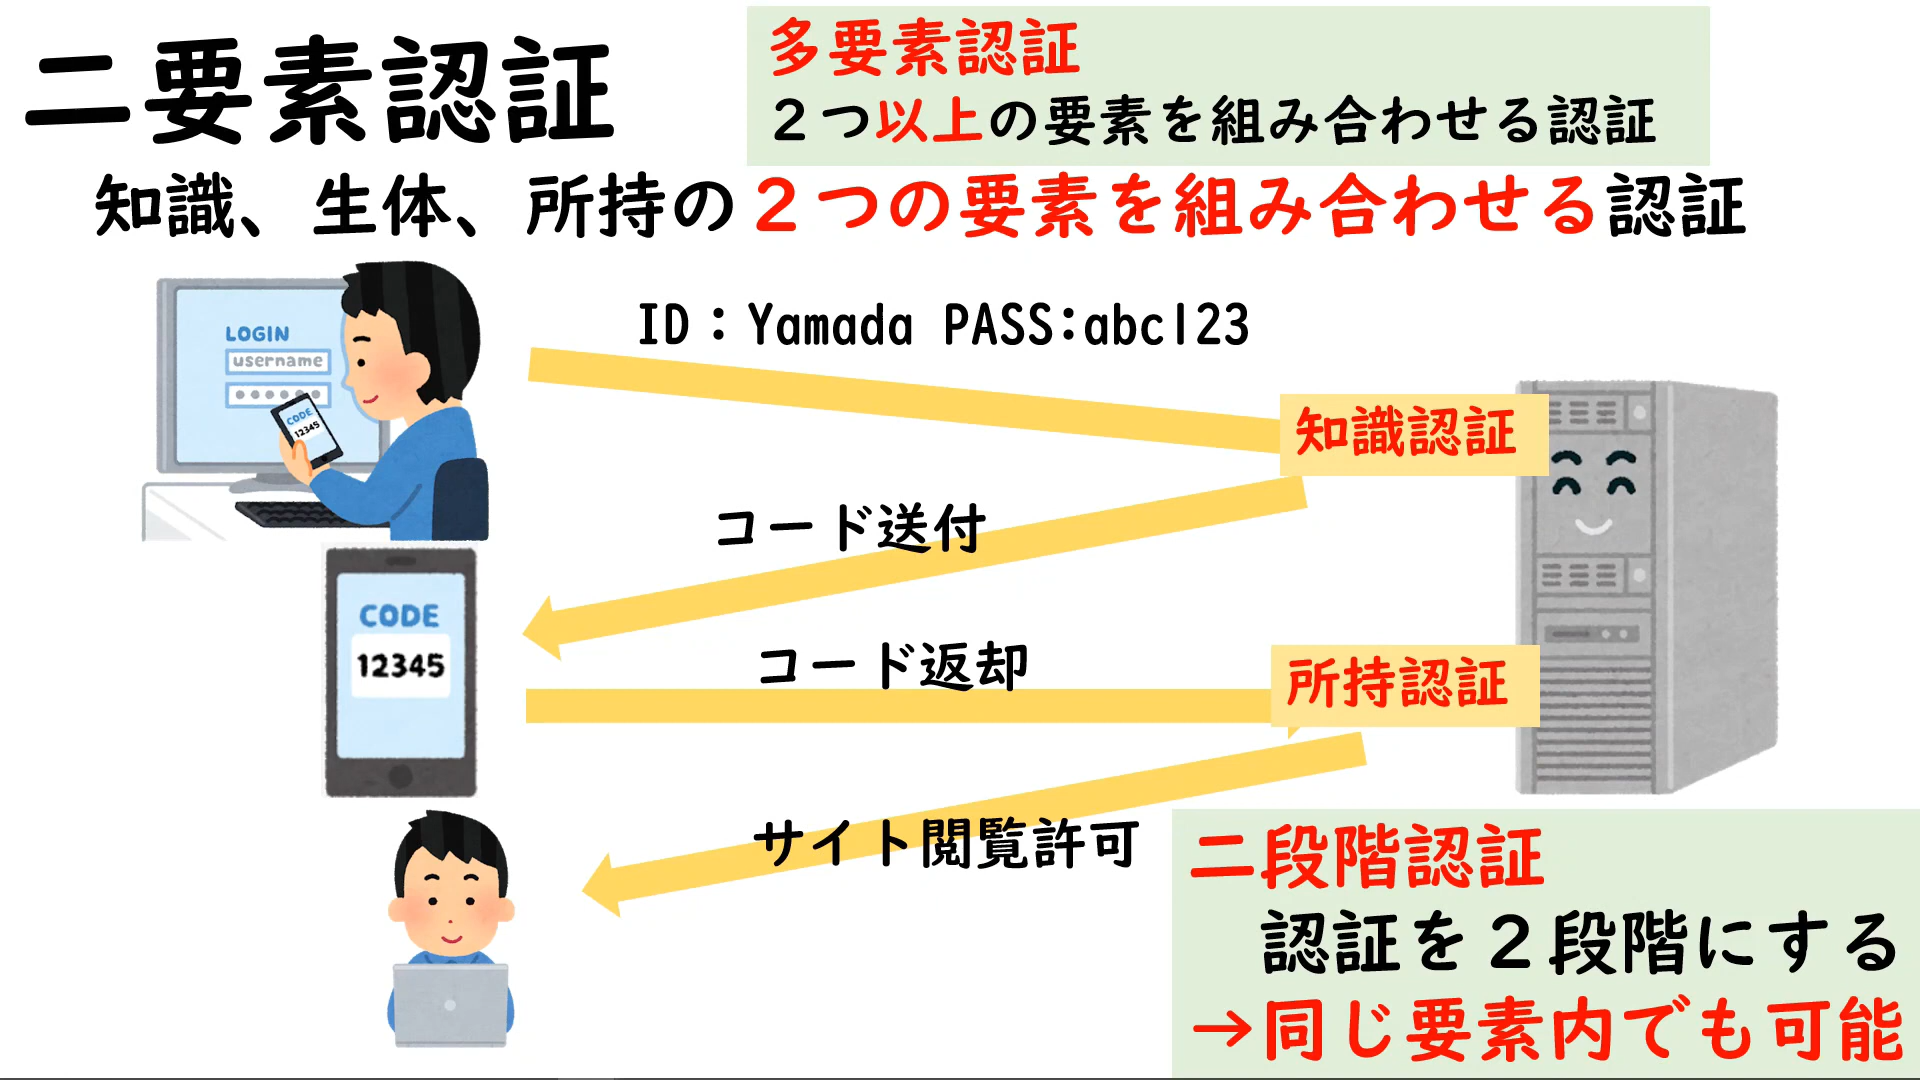 二要素認証
多要素認証
２つ以上の要素を組み合わせる認証
知識、生体、所持の２つの要素を組み合わせる認証
ID：Yamada PASS:abc123
LOGIN
username
CODE
12345
知識認証
コード送付
CODE
12345
コード返却
所持認証
サイト閲覧許可
二段階認証
認証を２段階にする
→同じ要素内でも可能